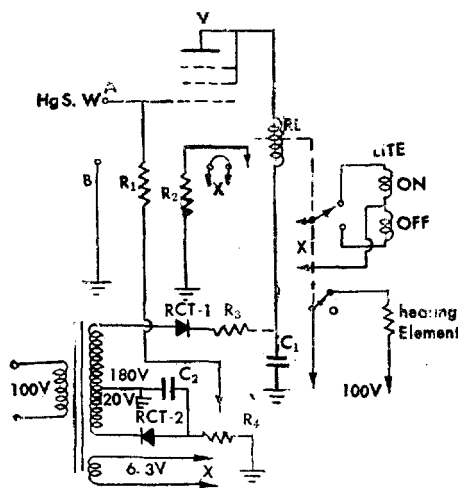 V
HgS. W A
RL
B
R1
R2
X
LITE
ON
OFF
X
RCT-1
R3
C1
heating
Element
100V
180V
C2
20V
RCT-2
R4
100V
6.3V
X